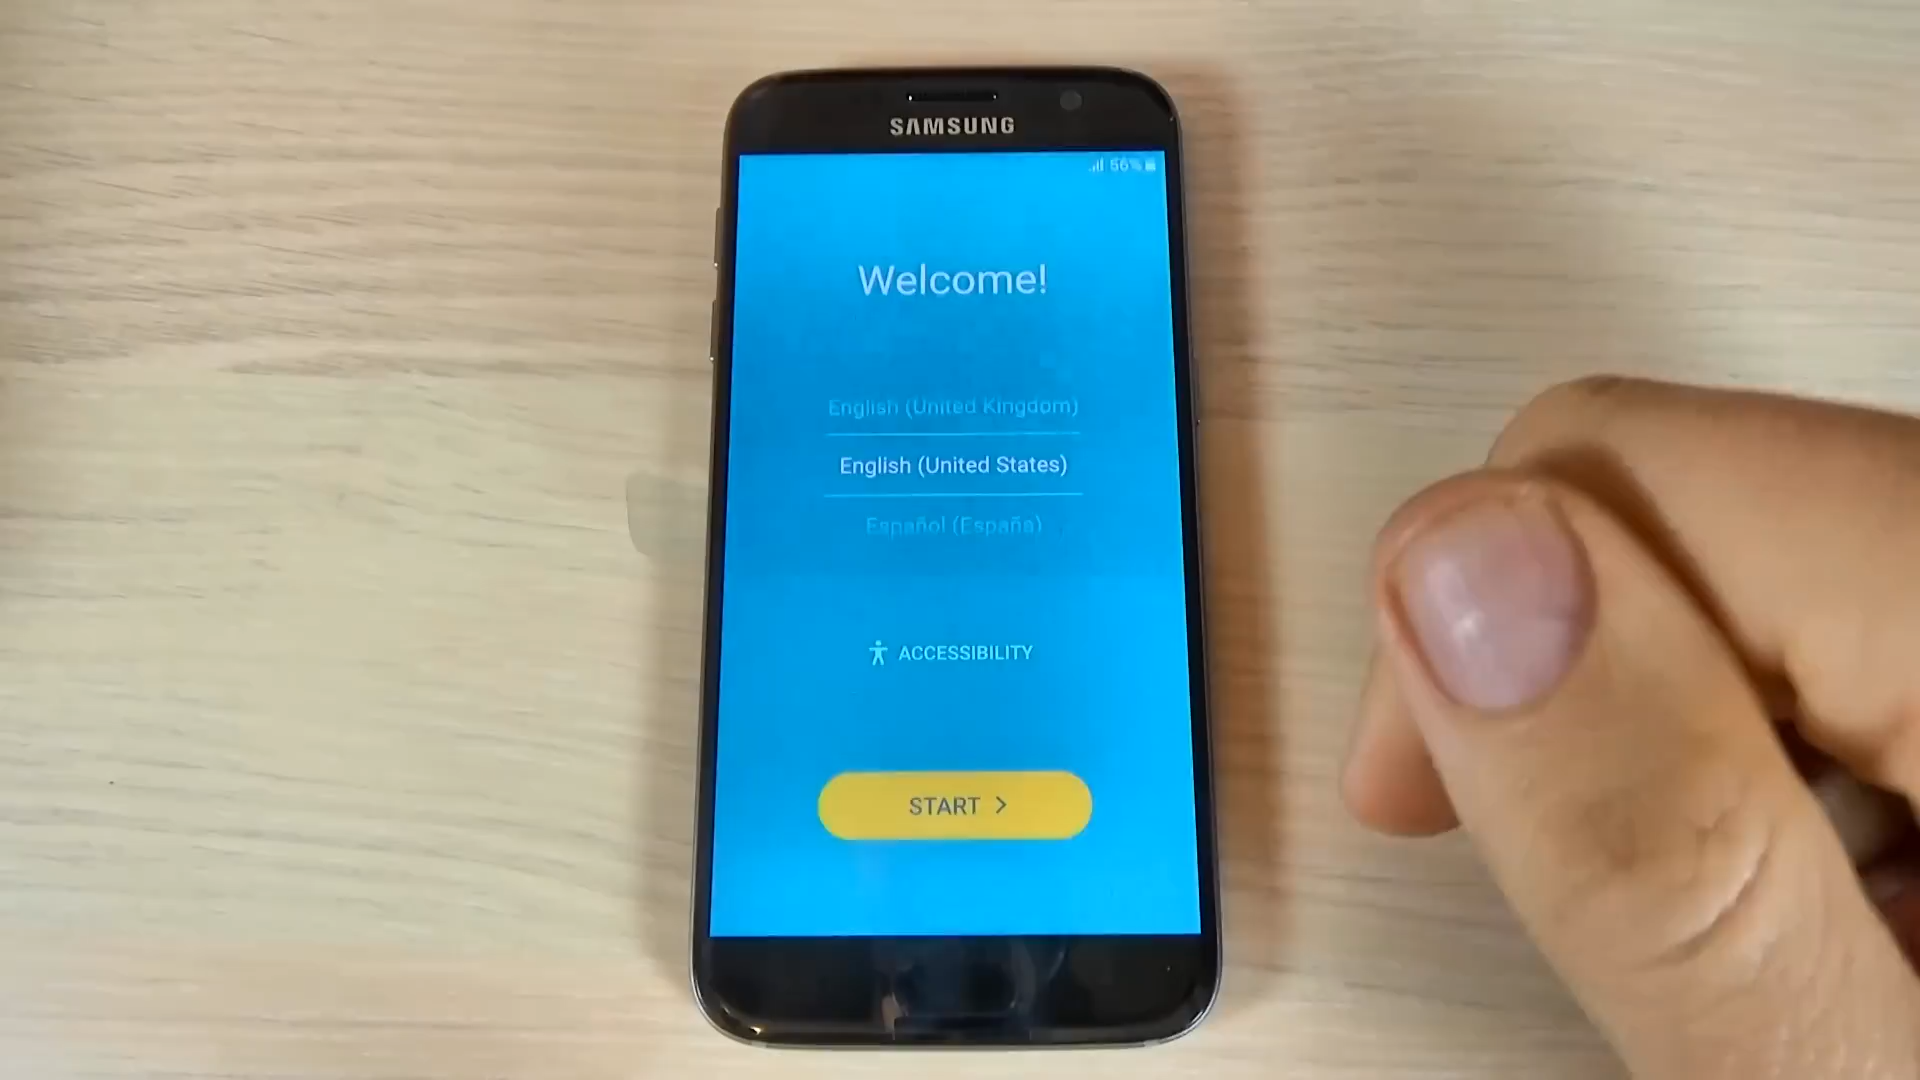 SAMSUNG
56%
Welcome!
English (United Kingdom)
English (United States)
Español (España)
ACCESSIBILITY
START >